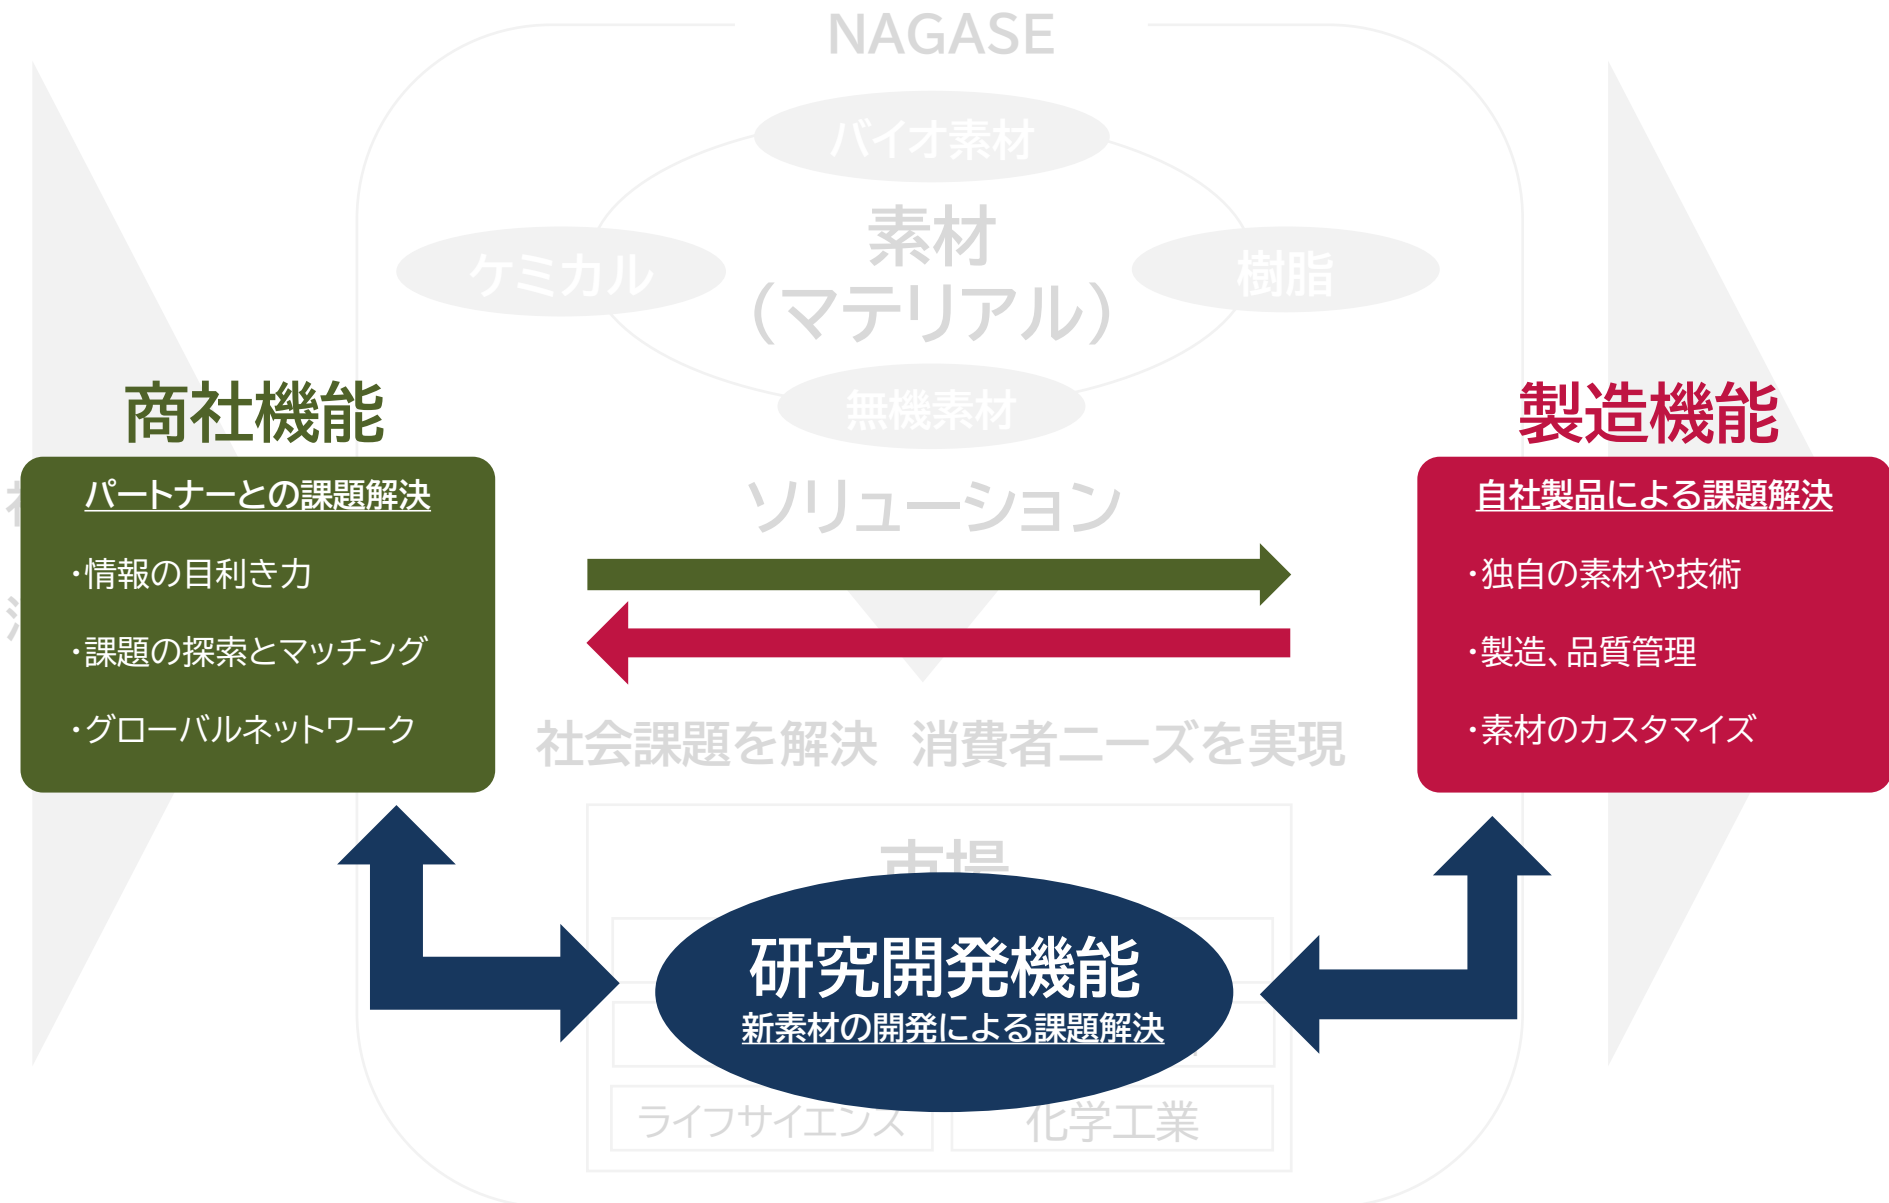 NAGASE
バイオ素材
素材
（マテリアル）
ケミカル
樹脂
無機素材
ソリューション
商社機能
パートナーとの課題解決
・情報の目利き力
・課題の探索とマッチング
・グローバルネットワーク
製造機能
自社製品による課題解決
・独自の素材や技術
・製造、品質管理
・素材のカスタマイズ
社会課題を解決　消費者ニーズを実現
市場
研究開発機能
新素材の開発による課題解決
ライフサイエンス
化学工業